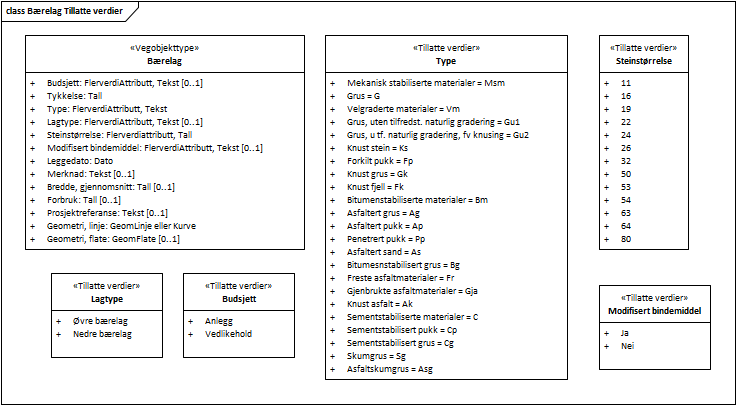 class Bærelag Tillatte verdier
«Vegobjekttype»
Bærelag
+ Budsjett: FlerverdiAttributt, Tekst [0..1]
+ Tykkelse: Tall
+ Type: FlerverdiAttributt, Tekst
+ Lagtype: FlerverdiAttributt, Tekst [0..1]
+ Steinstørrelse: Flerverdiattributt, Tall
+ Modifisert bindemiddel: FlerverdiAttributt, Tekst [0..1]
+ Leggedato: Dato
+ Merknad: Tekst [0..1]
+ Bredde, gjennomsnitt: Tall [0..1]
+ Forbruk: Tall [0..1]
+ Prosjektreferanse: Tekst [0..1]
+ Geometri, linje: GeomLinje eller Kurve
+ Geometri, flate: GeomFlate [0..1]
«Tillatte verdier»
Type
+ Mekanisk stabiliserte materialer = Msm
+ Grus = G
+ Velgraderte materialer = Vm
+ Grus, uten tilfredst. naturlig gradering = Gu1
+ Grus, u tf. naturlig gradering, fv knusing = Gu2
+ Knust stein = Ks
+ Forkilt pukk = Fp
+ Knust grus = Gk
+ Knust fjell = Fk
+ Bitumenstabiliserte materialer = Bm
+ Asfaltert grus = Ag
+ Asfaltert pukk = Ap
+ Penetrert pukk = Pp
+ Asfaltert sand = As
+ Bitumesnstabilisert grus = Bg
+ Freste asfaltmaterialer = Fr
+ Gjenbrukte asfaltmaterialer = Gja
+ Knust asfalt = Ak
+ Sementstabiliserte materialer = C
+ Sementstabilisert pukk = Cp
+ Sementstabilisert grus = Cg
+ Skumgrus = Sg
+ Asfaltskumgrus = Asg
«Tillatte verdier»
Steinstørrelse
+ 11
+ 16
+ 19
+ 22
+ 24
+ 26
+ 32
+ 50
+ 53
+ 54
+ 63
+ 64
+ 80
«Tillatte verdier»
Lagtype
+ Øvre bærelag
+ Nedre bærelag
«Tillatte verdier»
Budsjett
+ Anlegg
+ Vedlikehold
«Tillatte verdier»
Modifisert bindemiddel
+ Ja
+ Nei